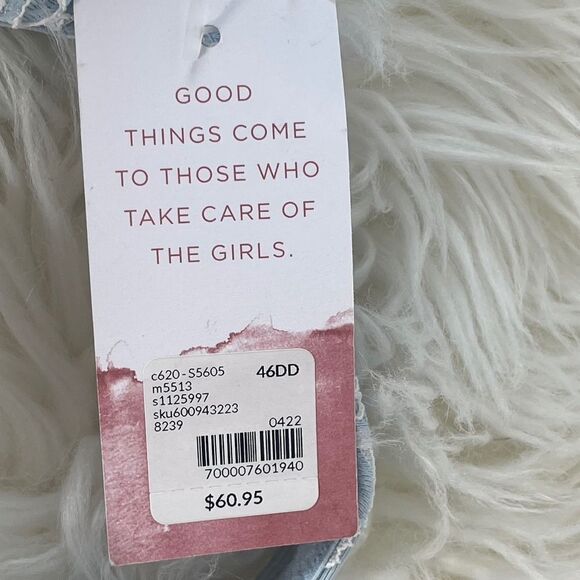 GOOD
THINGS COME
TO THOSE WHO
TAKE CARE OF
THE GIRLS.
c620-S5605 46DD
m5513
s1125997
sku600943223
8239 0422
700007601940
$60.95